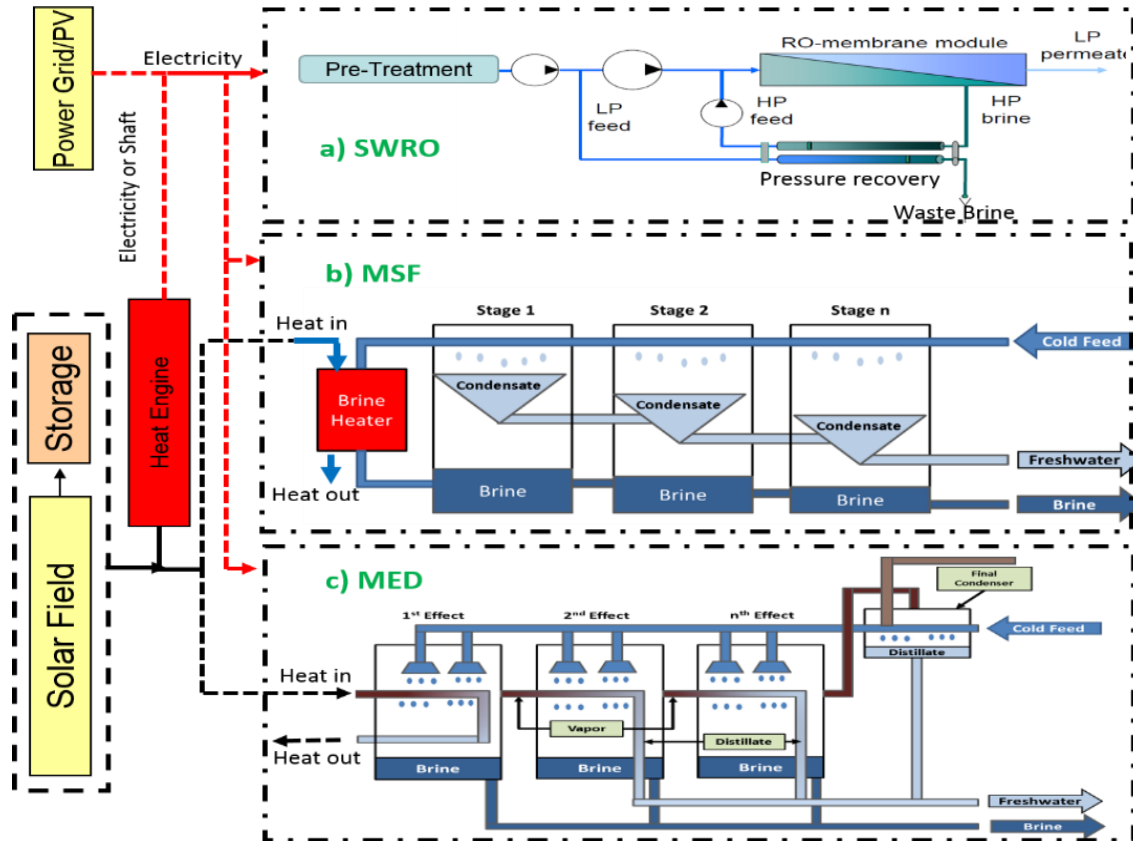 Power Grid/PV
Electricity
Electricity or Shaft
Heat Engine
Storage
Solar Field
Pre-Treatment
LP
feed
HP
feed
RO-membrane module
LP
permeate
HP
brine
a) SWRO
Pressure recovery
Waste Brine
b) MSF
Heat in
Brine
Heater
Heat out
Stage 1
Stage 2
Stage n
Condensate
Condensate
Condensate
Brine
Brine
Brine
Cold Feed
Freshwater
Brine
c) MED
1st Effect
2nd Effect
nth Effect
Final
Condenser
Cold Feed
Distillate
Heat in
Heat out
Vapor
Distillate
Brine
Brine
Brine
Freshwater
Brine